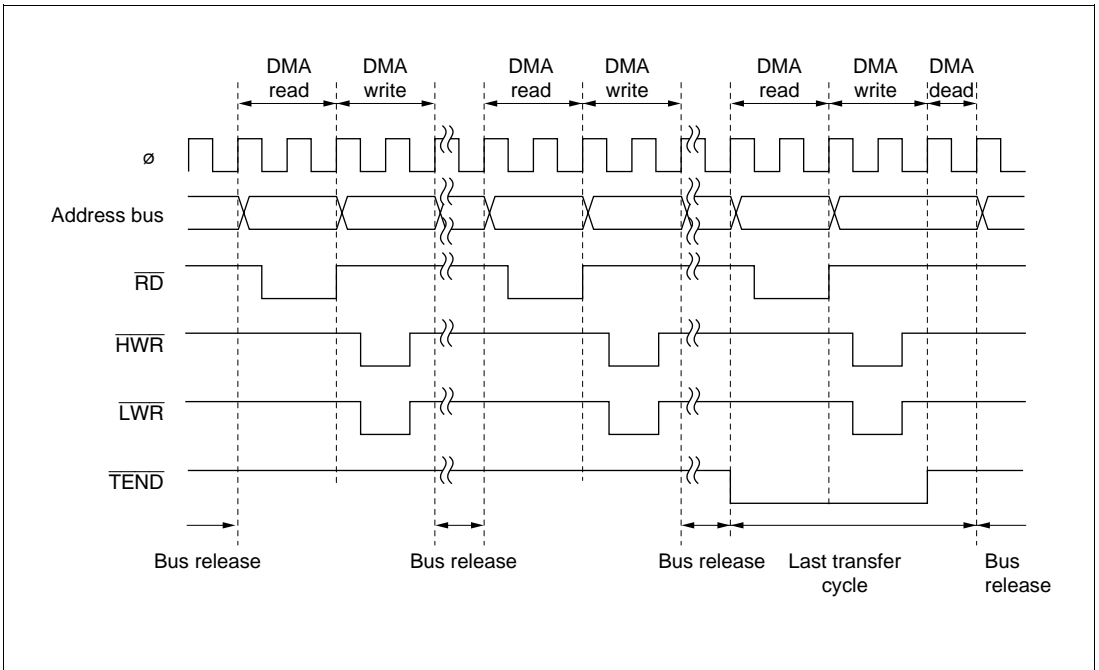 DMA read
DMA write
DMA read
DMA write
DMA read
DMA write
DMA dead
ø
Address bus
RD
HWR
LWR
TEND
Bus release
Bus release
Bus release
Last transfer cycle
Bus release